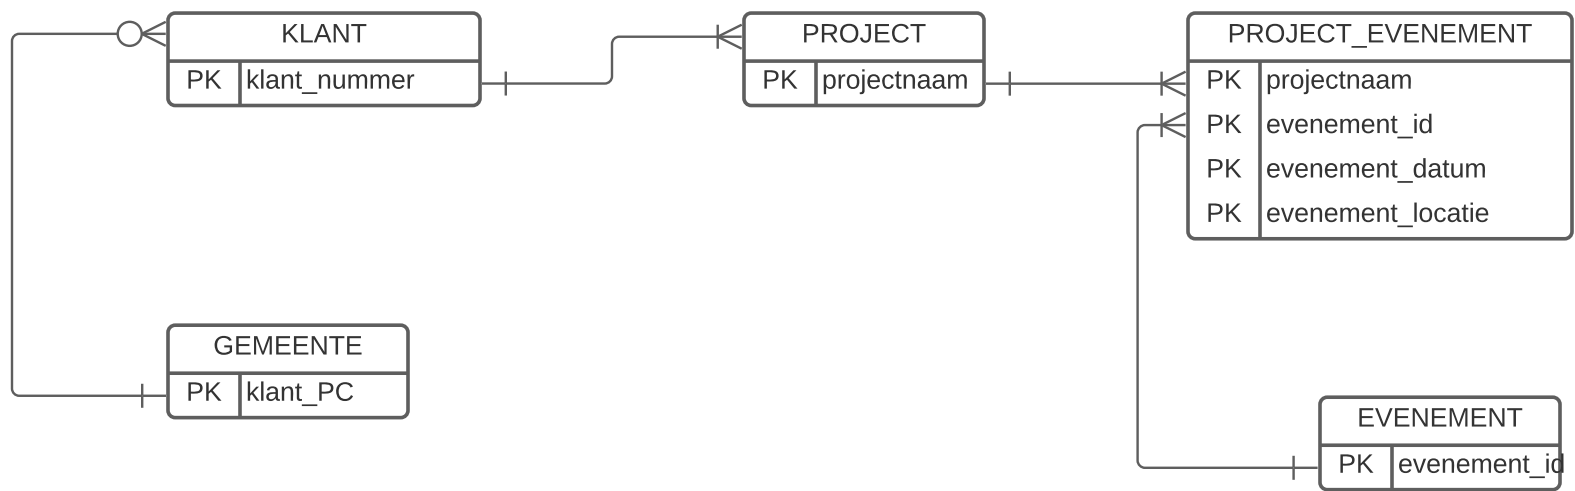 KLANT
PK klant_nummer
PROJECT
PK projectnaam
PROJECT_EVENEMENT
PK projectnaam
PK evenement_id
PK evenement_datum
PK evenement_locatie
GEMEENTE
PK klant_PC
EVENEMENT
PK evenement_id